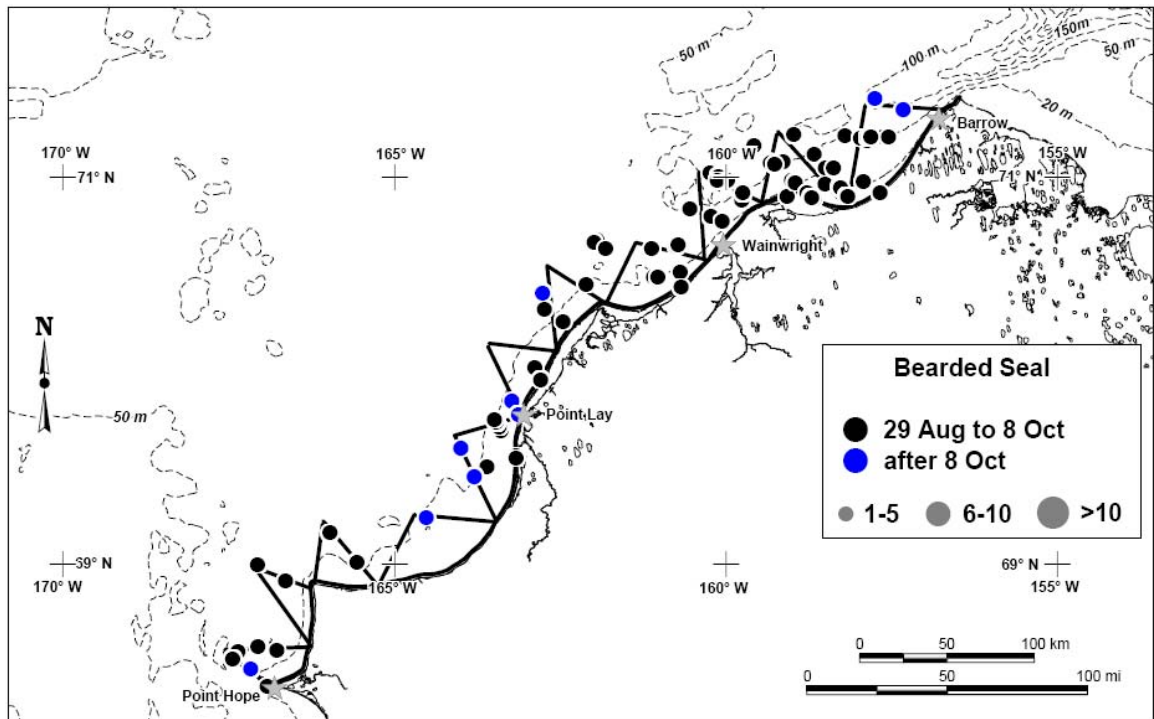 50 m
100 m
150m
50 m
20 m
Barrow
170° W
165° W
160° W
155° W
71° N
71° N
Wainwright
N
Bearded Seal
29 Aug to 8 Oct
after 8 Oct
1-5 6-10 >10
50 m
Point Lay
69° N
69° N
170° W
165° W
160° W
155° W
0 50 100 km
0 50 100 mi
Point Hope